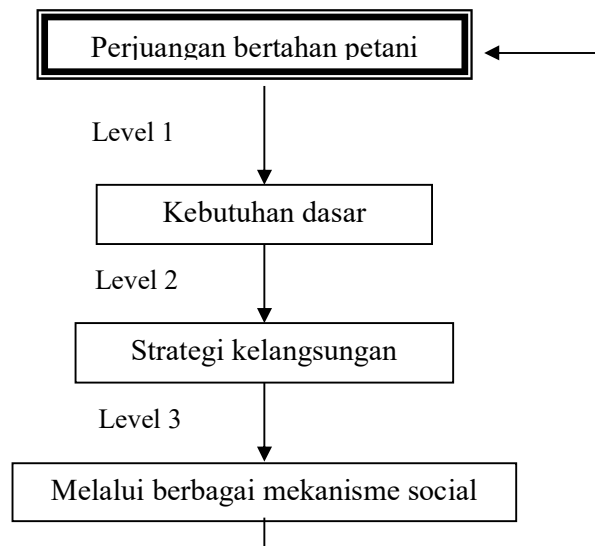 Perjuangan bertahan petani
Level 1
Kebutuhan dasar
Level 2
Strategi kelangsungan
Level 3
Melalui berbagai mekanisme social